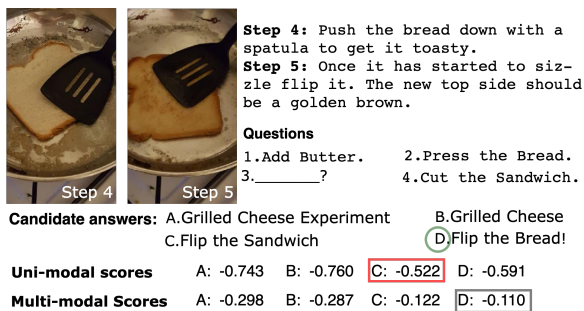 Step 4
Step 5
Step 4: Push the bread down with a
spatula to get it toasty.
Step 5: Once it has started to siz-
zle flip it. The new top side should
be a golden brown.
Questions
1.Add Butter. 2.Press the Bread.
3.________? 4.Cut the Sandwich.
Candidate answers: A.Grilled Cheese Experiment B.Grilled Cheese
C.Flip the Sandwich D.Flip the Bread!
Uni-modal scores A: -0.743 B: -0.760 C: -0.522 D: -0.591
Multi-modal Scores A: -0.298 B: -0.287 C: -0.122 D: -0.110